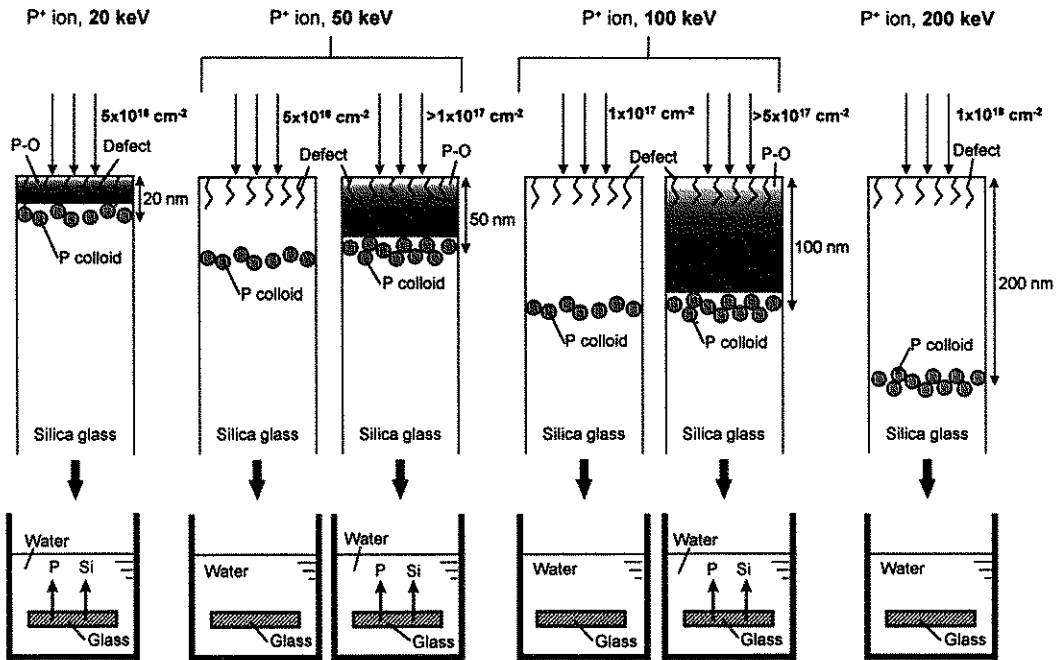 P⁺ ion, 20 keV
P⁺ ion, 50 keV
P⁺ ion, 100 keV
P⁺ ion, 200 keV
5x10¹⁶ cm⁻²
5x10¹⁶ cm⁻²
>1x10¹⁷ cm⁻²
1x10¹⁷ cm⁻²
>5x10¹⁷ cm⁻²
1x10¹⁸ cm⁻²
P-O
Defect
Defect
P-O
Defect
P-O
Defect
20 nm
50 nm
100 nm
200 nm
P colloid
P colloid
P colloid
P colloid
P colloid
P colloid
Silica glass
Silica glass
Silica glass
Silica glass
Silica glass
Silica glass
Water
P
Si
Glass
Water
Glass
Water
P
Si
Glass
Water
Glass
Water
P
Si
Glass
Water
Glass